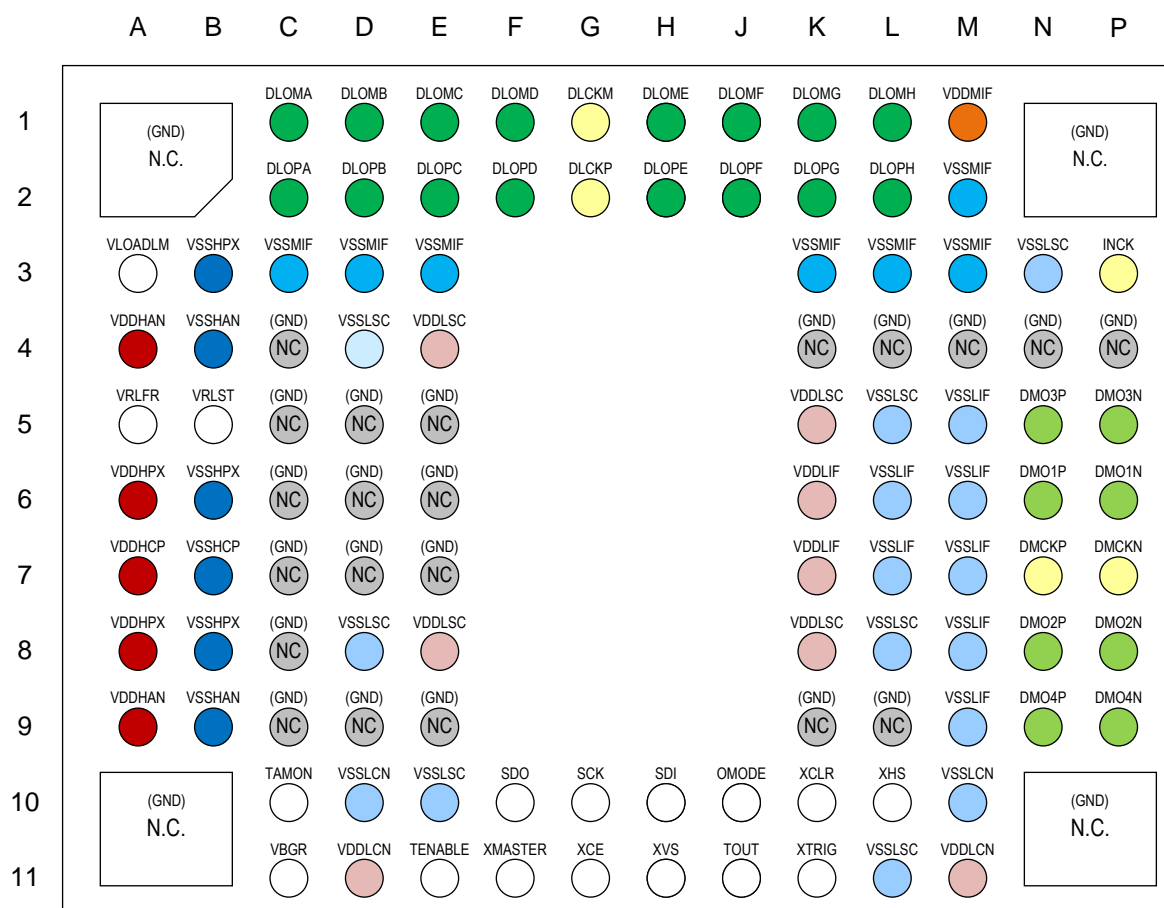 A B C D E F G H J K L M N P
DLOMA DLOMB DLOMC DLOMD DLCKM DLOME DLOMF DLOMG DLOMH VDDMIF
1 (GND) (GND)
N.C. N.C.
DLOPA DLOPB DLOPC DLOPD DLCKP DLOPE DLOPF DLOPG DLOPH VSSMIF
2
VLOADLM VSSHPX VSSMIF VSSMIF VSSMIF VSSMIF VSSMIF VSSMIF VSSLSC INCK
3
VDDHAN VSSHAN (GND) VSSLSC VDDLSC (GND) (GND) (GND) (GND) (GND)
4 NC NC NC NC NC NC
VRLFR VRLST (GND) (GND) (GND) VDDLSC VSSLSC VSSLIF DMO3P DMO3N
5 NC NC NC
VDDHPX VSSHPX (GND) (GND) (GND) VDDLIF VSSLIF VSSLIF DMO1P DMO1N
6 NC NC NC
VDDHCP VSSHCP (GND) (GND) (GND) VDDLIF VSSLIF VSSLIF DMCKP DMCKN
7 NC NC NC
VDDHPX VSSHPX (GND) VSSLSC VDDLSC VDDLSC VSSLSC VSSLIF DMO2P DMO2N
8 NC
VDDHAN VSSHAN (GND) (GND) (GND) (GND) (GND) VSSLIF DMO4P DMO4N
9 NC NC NC NC NC
TAMON VSSLCN VSSLSC SDO SCK SDI OMODE XCLR XHS VSSLCN
10 (GND) (GND)
N.C. N.C.
VBGR VDDLCN TENABLE XMASTER XCE XVS TOUT XTRIG VSSLSC VDDLCN
11